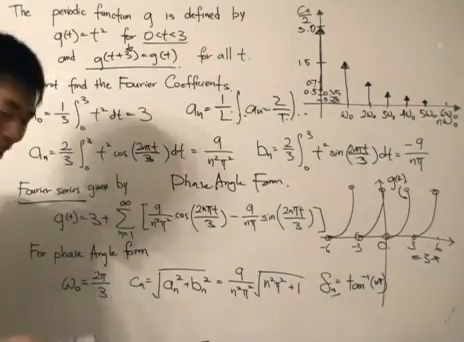 The periodic function g is defined by
g(t) = t² for 0<t<3
and g(t+3) = g(t) for all t.
find the Fourier Coefficients.
1/3 ∫₀³ t² dt = 3 aₙ = 1/L ∫
aₙ = 2/3 ∫₀³ t² cos(2nπt/3) dt = 9/n²π² bₙ = 2/3 ∫₀³ t² sin(2nπt/3) dt = -9/nπ
Fourier series given by Phase Angle Form.
g(t) = 3 + ∑ₙ₌₁^∞ [9/n²π² cos(2nπt/3) - 9/nπ sin(2nπt/3)]
For phase Angle form
ω₀ = 2π/3 cₙ = √(aₙ² + bₙ²) = 9/n²π² √(n²π² + 1) δₙ = tan⁻¹(nπ)
Cn
3.0
1.5
ω₀ 2ω₀ 3ω₀ 4ω₀ 5ω₀
g(t)
9
-6 -3 0 3 6